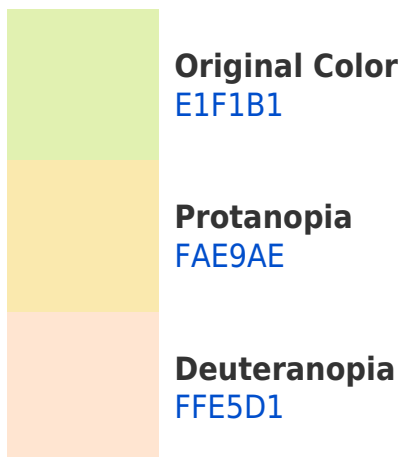 Original Color
E1F1B1
Protanopia
FAE9AE
Deuteranopia
FFE5D1